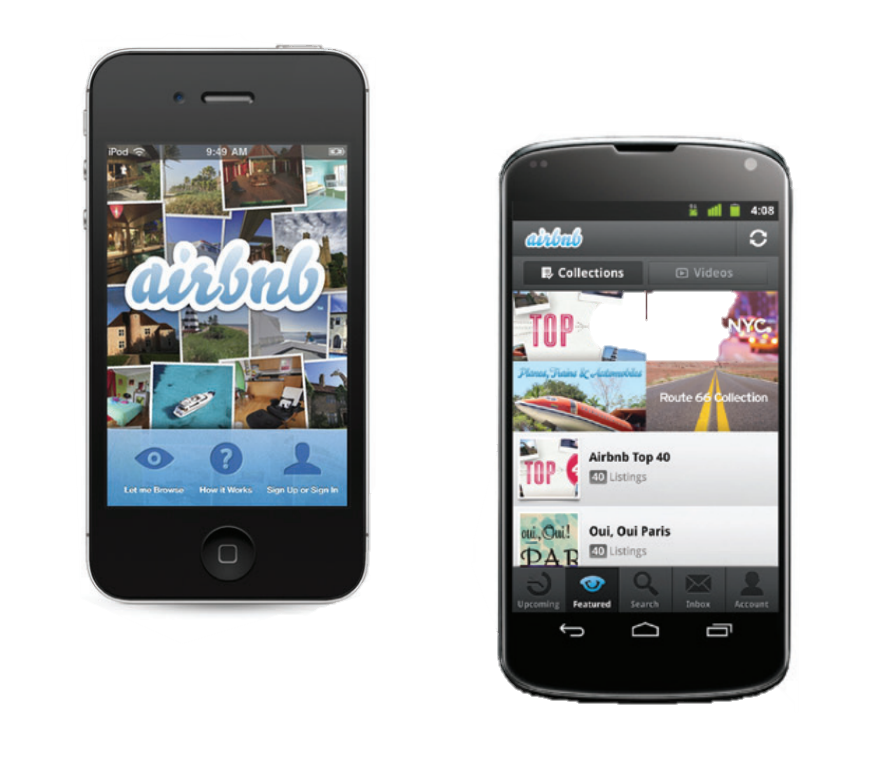 iPod 9:49 AM
airbnb
™
Let me Browse How it Works Sign Up or Sign In
4:08
airbnb
Collections Videos
TOP NYC.
Planes, Trains & Automobiles
Route 66 Collection
TOP 4
Airbnb Top 40
40 Listings
oui, Oui!
PAR
Oui, Oui Paris
40 Listings
Upcoming Featured Search Inbox Account